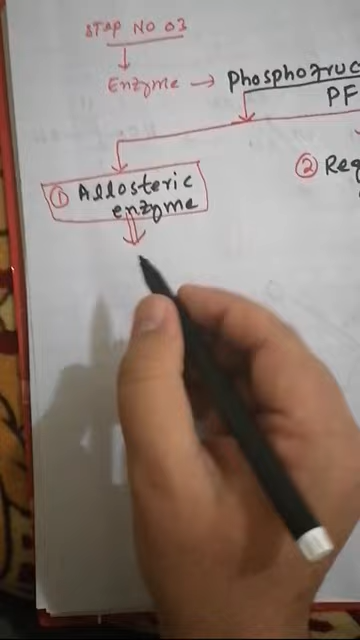 STEP NO 03
Enzyme → Phosphofruc
PF
① Allosteric
enzyme
② Reg